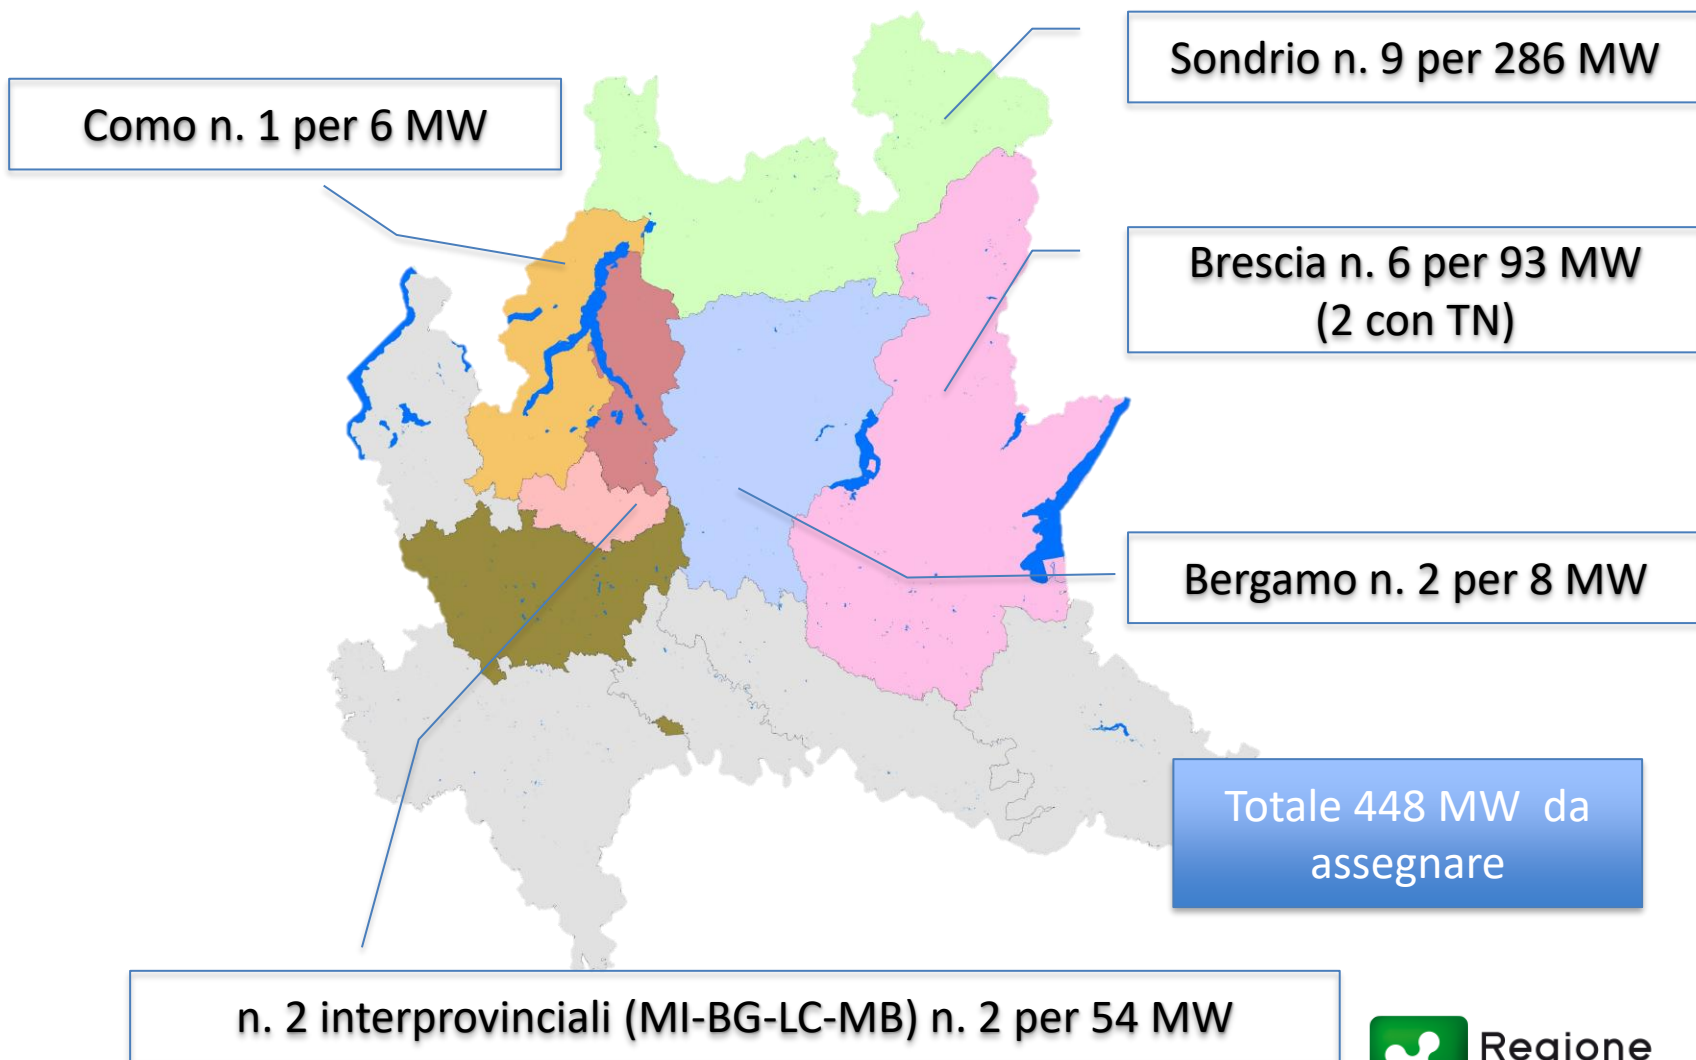 Sondrio n. 9 per 286 MW
Como n. 1 per 6 MW
Brescia n. 6 per 93 MW
(2 con TN)
Bergamo n. 2 per 8 MW
Totale 448 MW da
assegnare
n. 2 interprovinciali (MI-BG-LC-MB) n. 2 per 54 MW
Regione